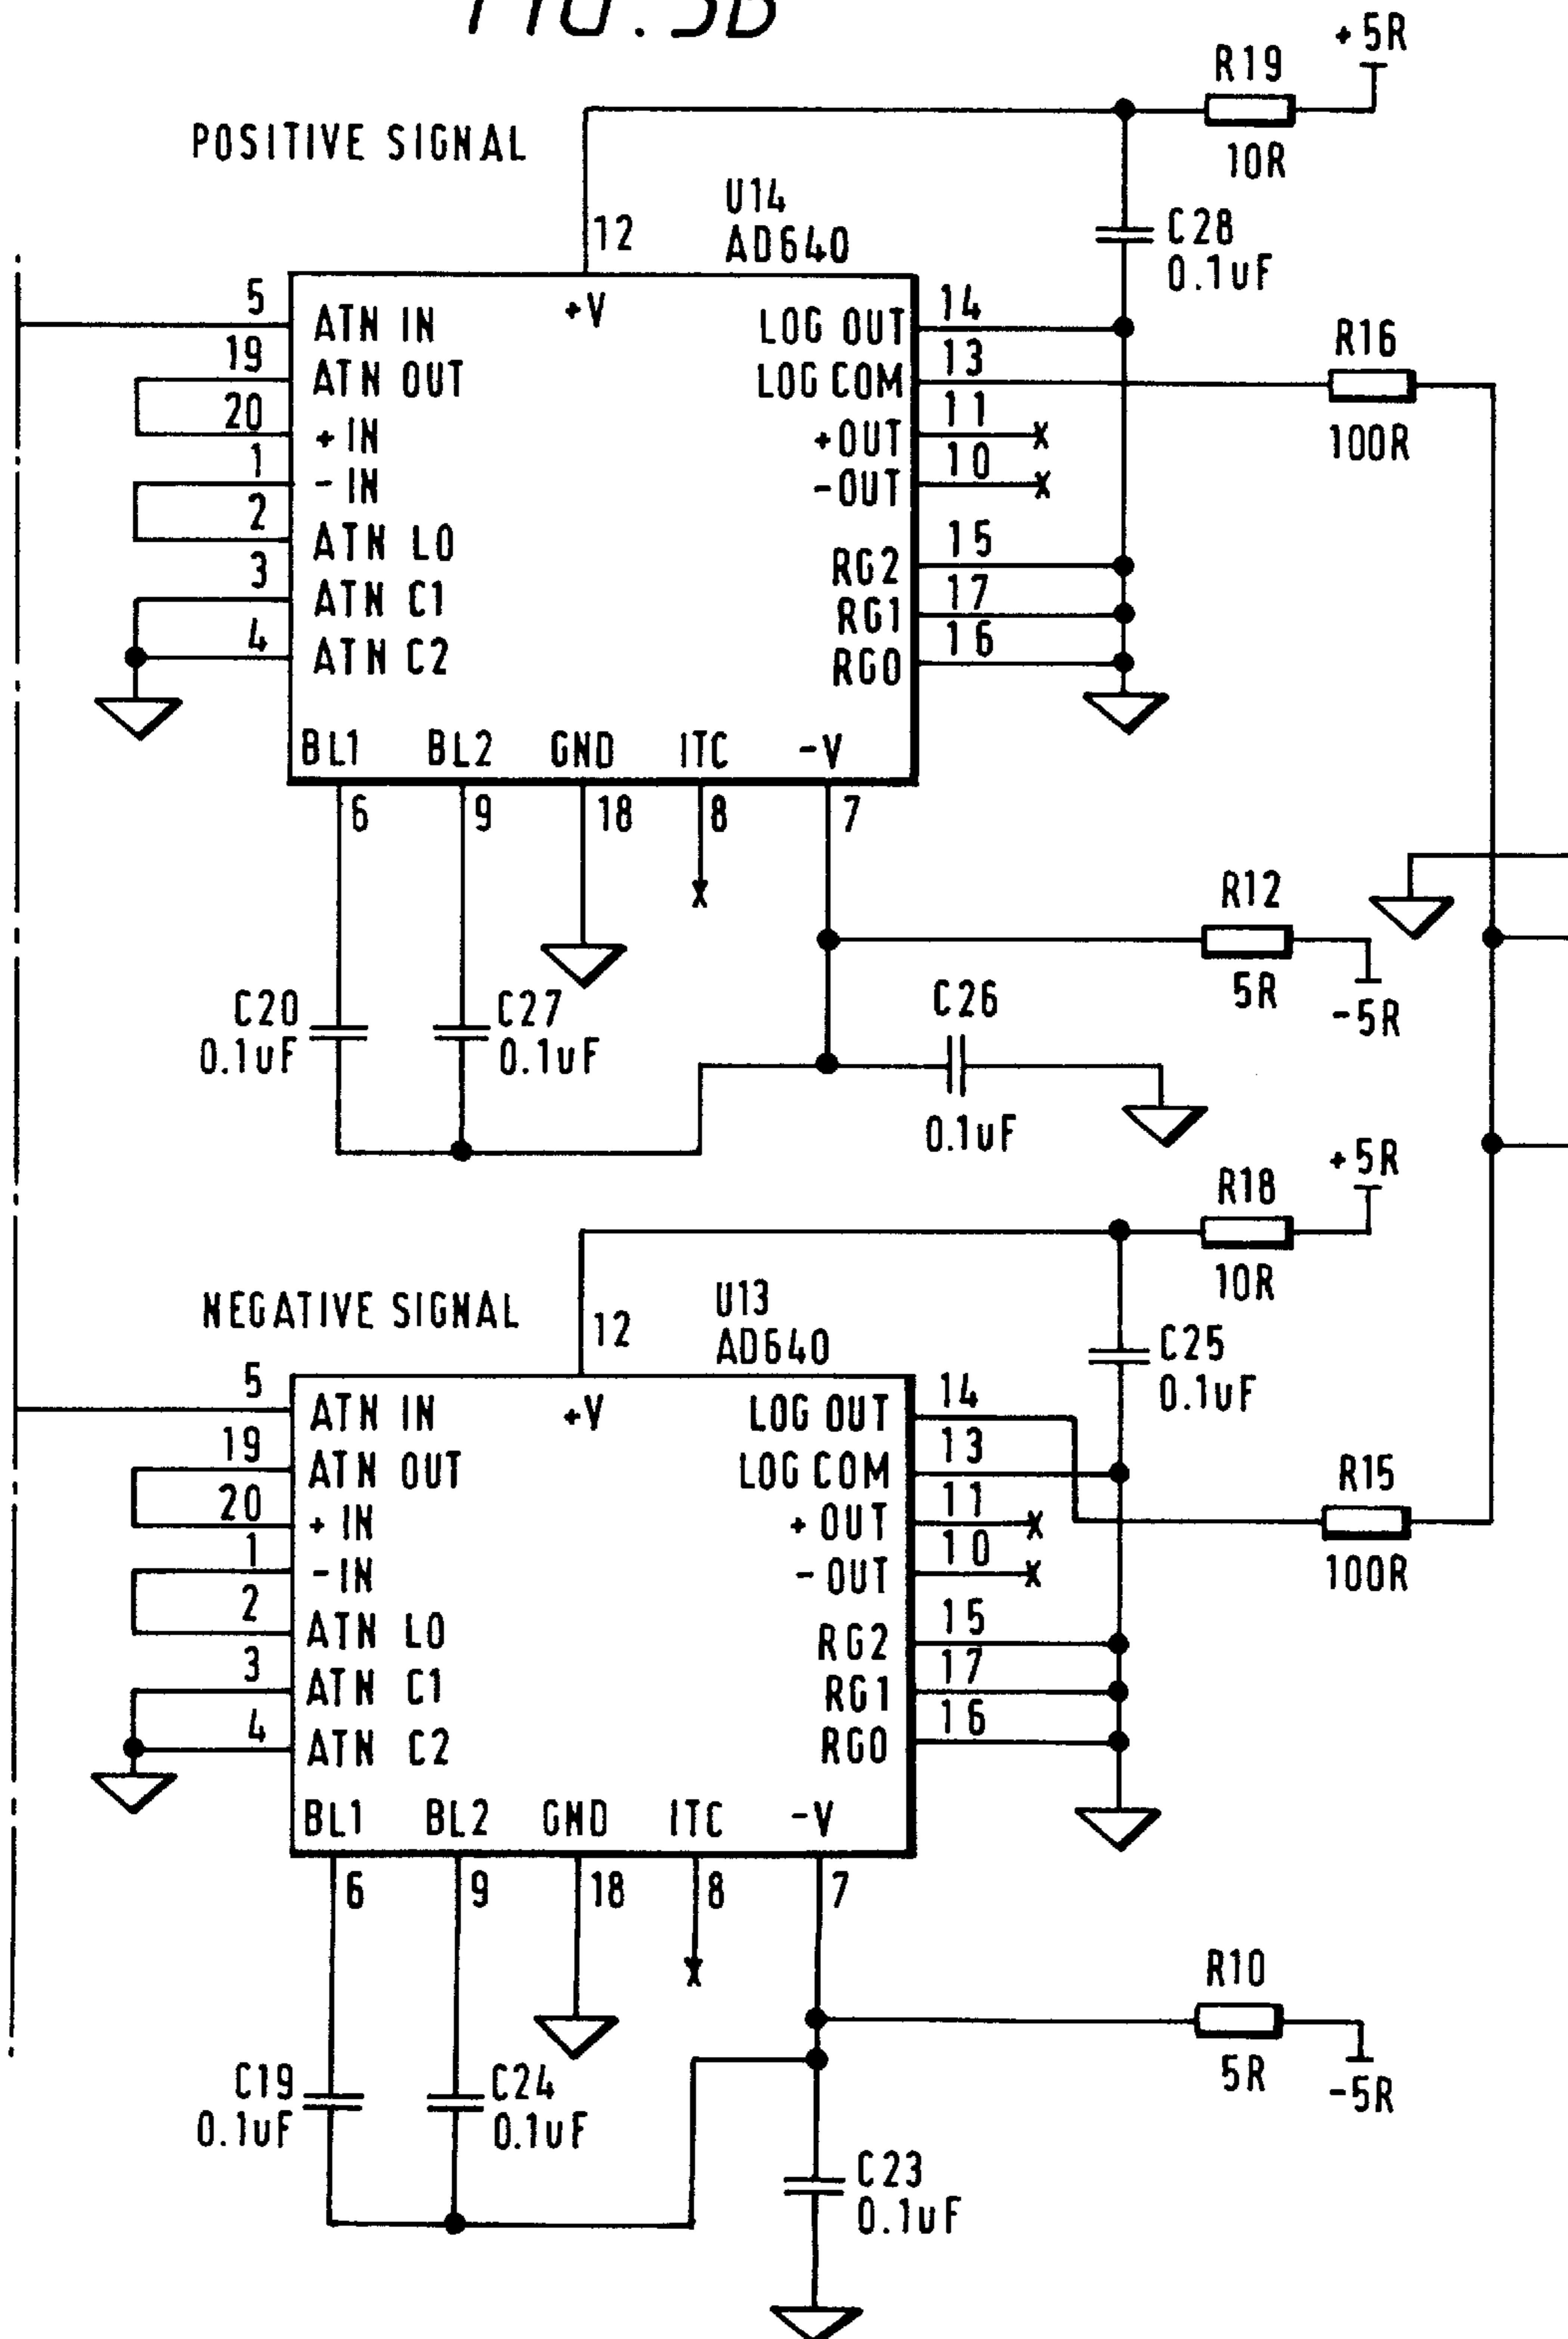 FIG. 5B
+5R
R19
10R
POSITIVE SIGNAL
U14
AD640
12
C28
0.1uF
5
ATN IN
+V
LOG OUT
14
19
ATN OUT
LOG COM
13
R16
100R
20
+ IN
+OUT
11
1
- IN
-OUT
10
2
ATN LO
RG2
15
3
ATN C1
RG1
17
4
ATN C2
RG0
16
BL1
BL2
GND
ITC
-V
6
9
18
8
7
R12
5R
-5R
C20
0.1uF
C27
0.1uF
C26
0.1uF
+5R
R18
10R
NEGATIVE SIGNAL
U13
AD640
12
C25
0.1uF
5
ATN IN
+V
LOG OUT
14
19
ATN OUT
LOG COM
13
R15
100R
20
+ IN
+ OUT
11
1
- IN
- OUT
10
2
ATN LO
RG2
15
3
ATN C1
RG1
17
4
ATN C2
RG0
16
BL1
BL2
GND
ITC
-V
6
9
18
8
7
R10
5R
-5R
C19
0.1uF
C24
0.1uF
C23
0.1uF